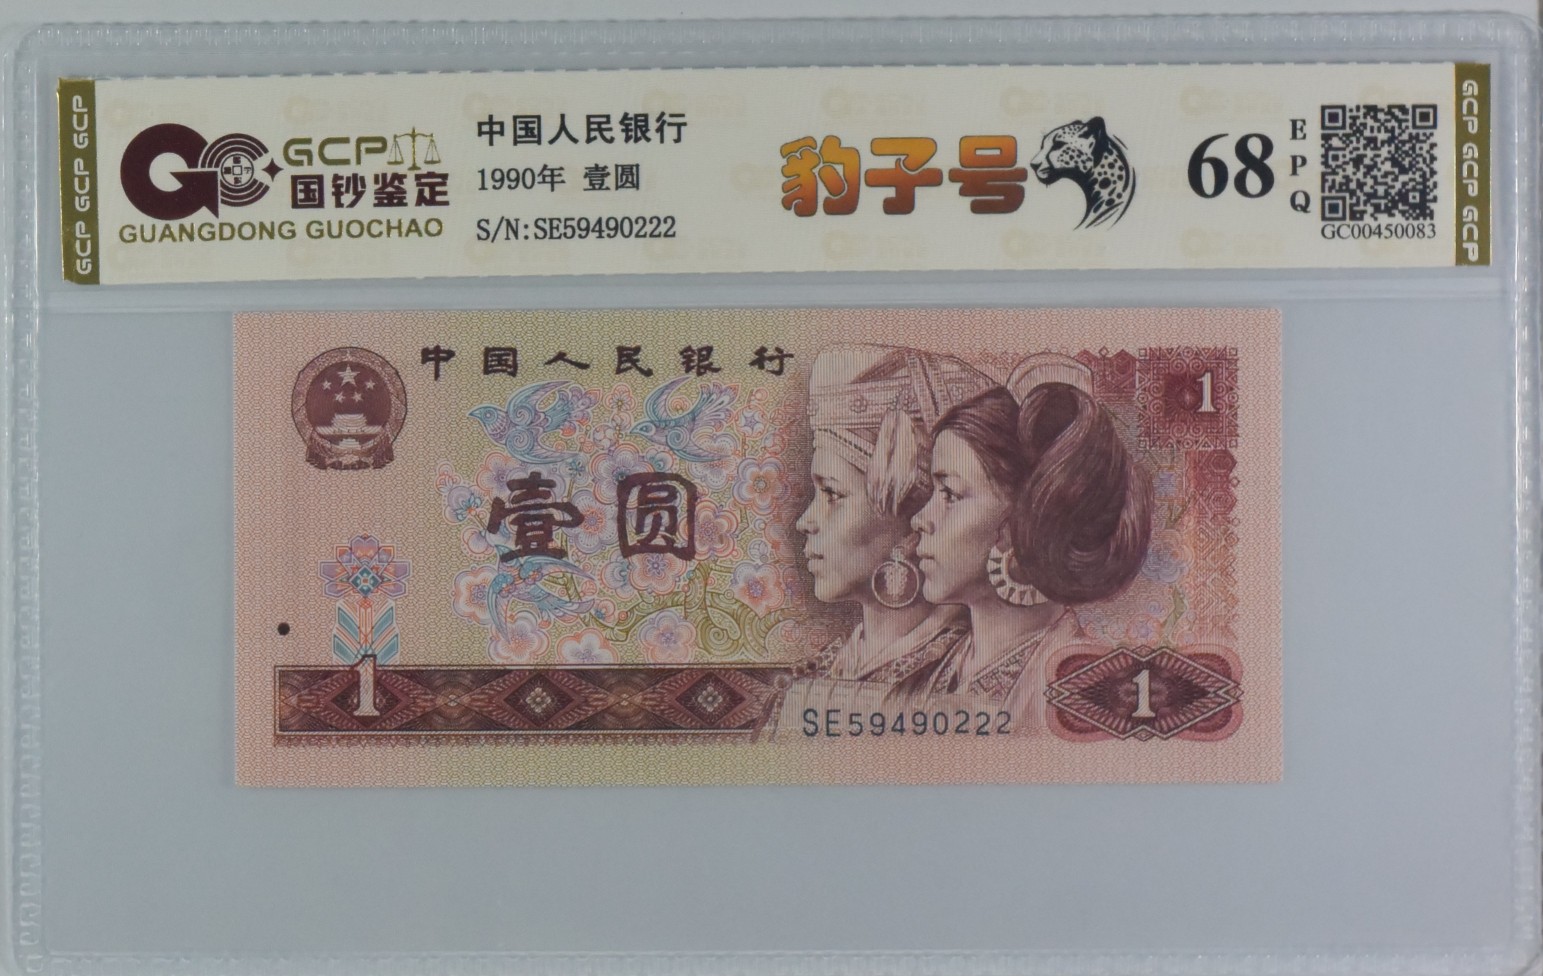 GCP GCP GCP
GCP
国钞鉴定
GUANGDONG GUOCHAO
中国人民银行
1990年 壹圆
S/N:SE59490222
豹子号
68
EPQ
GC00450083
GCP GCP GCP
中国人民银行
1
壹圆
1
SE59490222
1